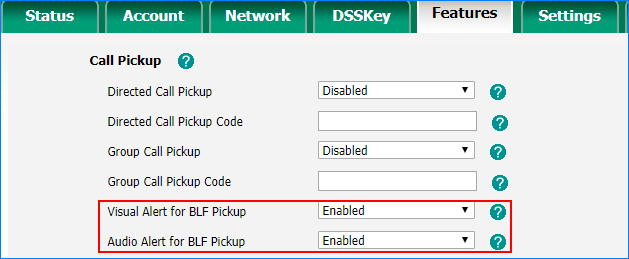 Status Account Network DSSKey Features Settings
Call Pickup ?
Directed Call Pickup Disabled ?
Directed Call Pickup Code ?
Group Call Pickup Disabled ?
Group Call Pickup Code ?
Visual Alert for BLF Pickup Enabled ?
Audio Alert for BLF Pickup Enabled ?